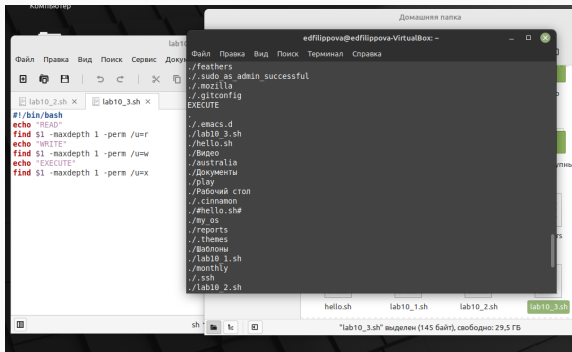 Компьютер
Домашняя папка
lab10
Файл Правка Вид Поиск Сервис Докум
lab10_2.sh × lab10_3.sh ×
#!/bin/bash
echo "READ"
find $1 -maxdepth 1 -perm /u=r
echo "WRITE"
find $1 -maxdepth 1 -perm /u=w
echo "EXECUTE"
find $1 -maxdepth 1 -perm /u=x
sh
edfilippova@edfilippova-VirtualBox: ~
Файл Правка Вид Поиск Терминал Справка
./feathers
./.sudo_as_admin_successful
./.mozilla
./.gitconfig
EXECUTE
.
./.emacs.d
./lab10_3.sh
./hello.sh
./Видео
./australia
./Документы
./play
./Рабочий стол
./.cinnamon
./#hello.sh#
./my_os
./reports
./.themes
./Шаблоны
./lab10_1.sh
./monthly
./.ssh
./lab10_2.sh
hello.sh lab10_1.sh lab10_2.sh lab10_3.sh
"lab10_3.sh" выделен (145 байт), свободно: 29,5 ГБ